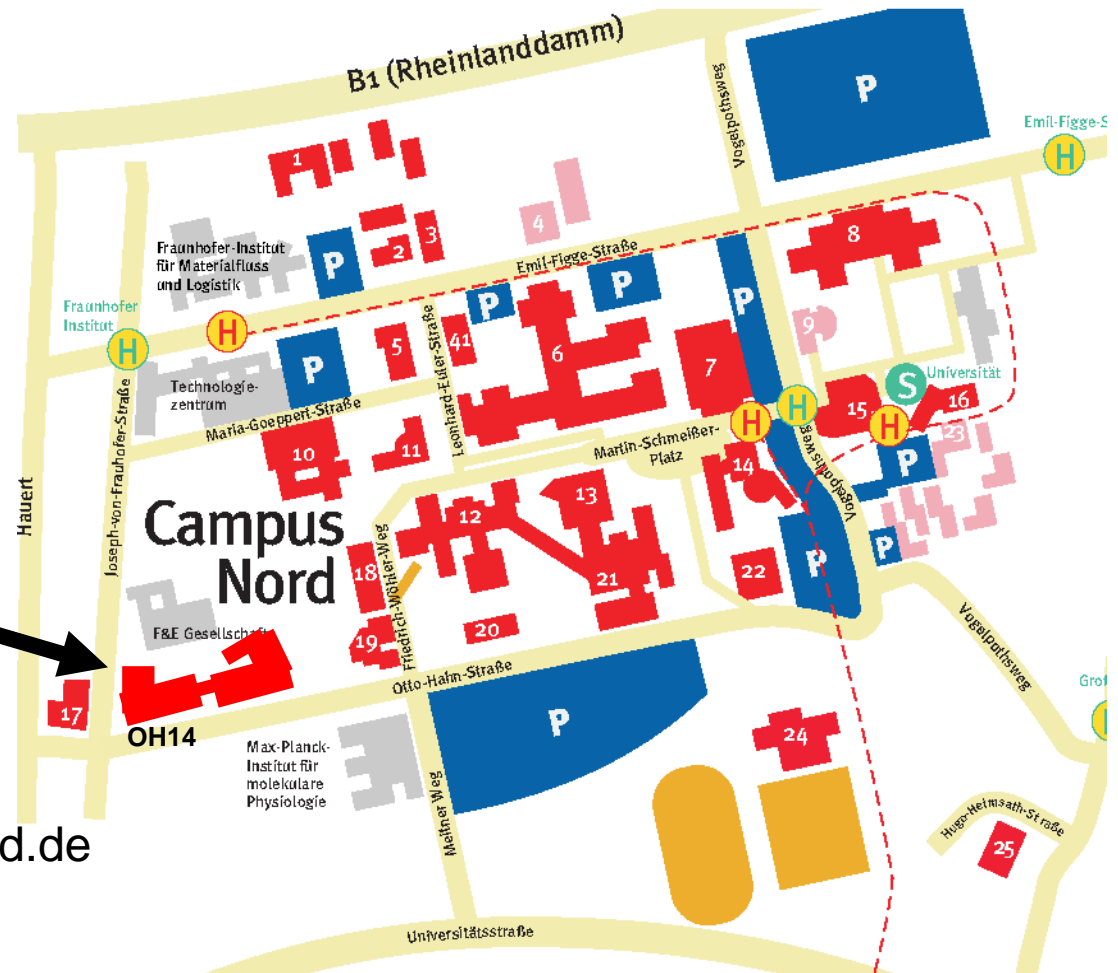 B1 (Rheinlanddamm)
Vogelpothsweg
P
Emil-Figge-S
H
1
4
Fraunhofer-Institut
für Materialfluss
und Logistik
P
2
3
8
Emil-Figge-Straße
Fraunhofer
Institut
H
H
P
P
P
9
Technologie-
zentrum
P
5
Leonhard-Euler-Straße
41
6
7
S
Universität
Maria-Goeppert-Straße
10
11
Martin-Schmeißer-
Platz
H
H
15
H
16
23
Vogelpothsweg
P
14
Hauert
Joseph-von-Frauhofer-Straße
Campus
Nord
12
13
18
Friedrich-Wöhler-Weg
21
22
P
P
F&E Gesellschaft
19
20
Otto-Hahn-Straße
Vogelpothsweg
17
OH14
P
24
Grof
Max-Planck-
Institut für
molekulare
Physiologie
Meitner Weg
Hugo-Heimsath-Straße
25
d.de
Universitätsstraße